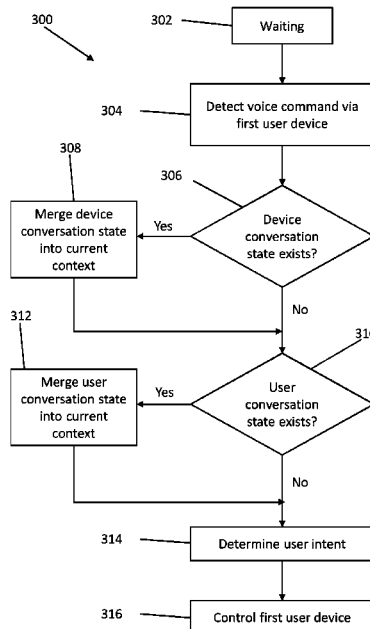 300
302
Waiting
304
Detect voice command via
first user device
308
306
Merge device
conversation state
into current
context
Yes
Device
conversation
state exists?
No
312
Merge user
conversation state
into current
context
Yes
User
conversation
state exists?
No
314
Determine user intent
316
Control first user device